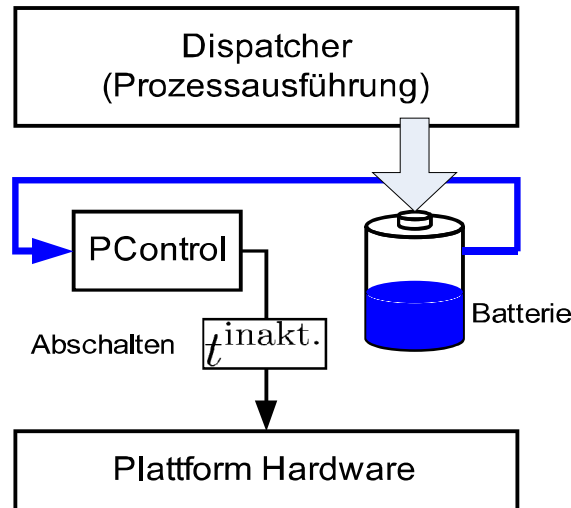 Dispatcher
(Prozessausführung)
PControl
Batterie
Abschalten
t^inakt.
Plattform Hardware